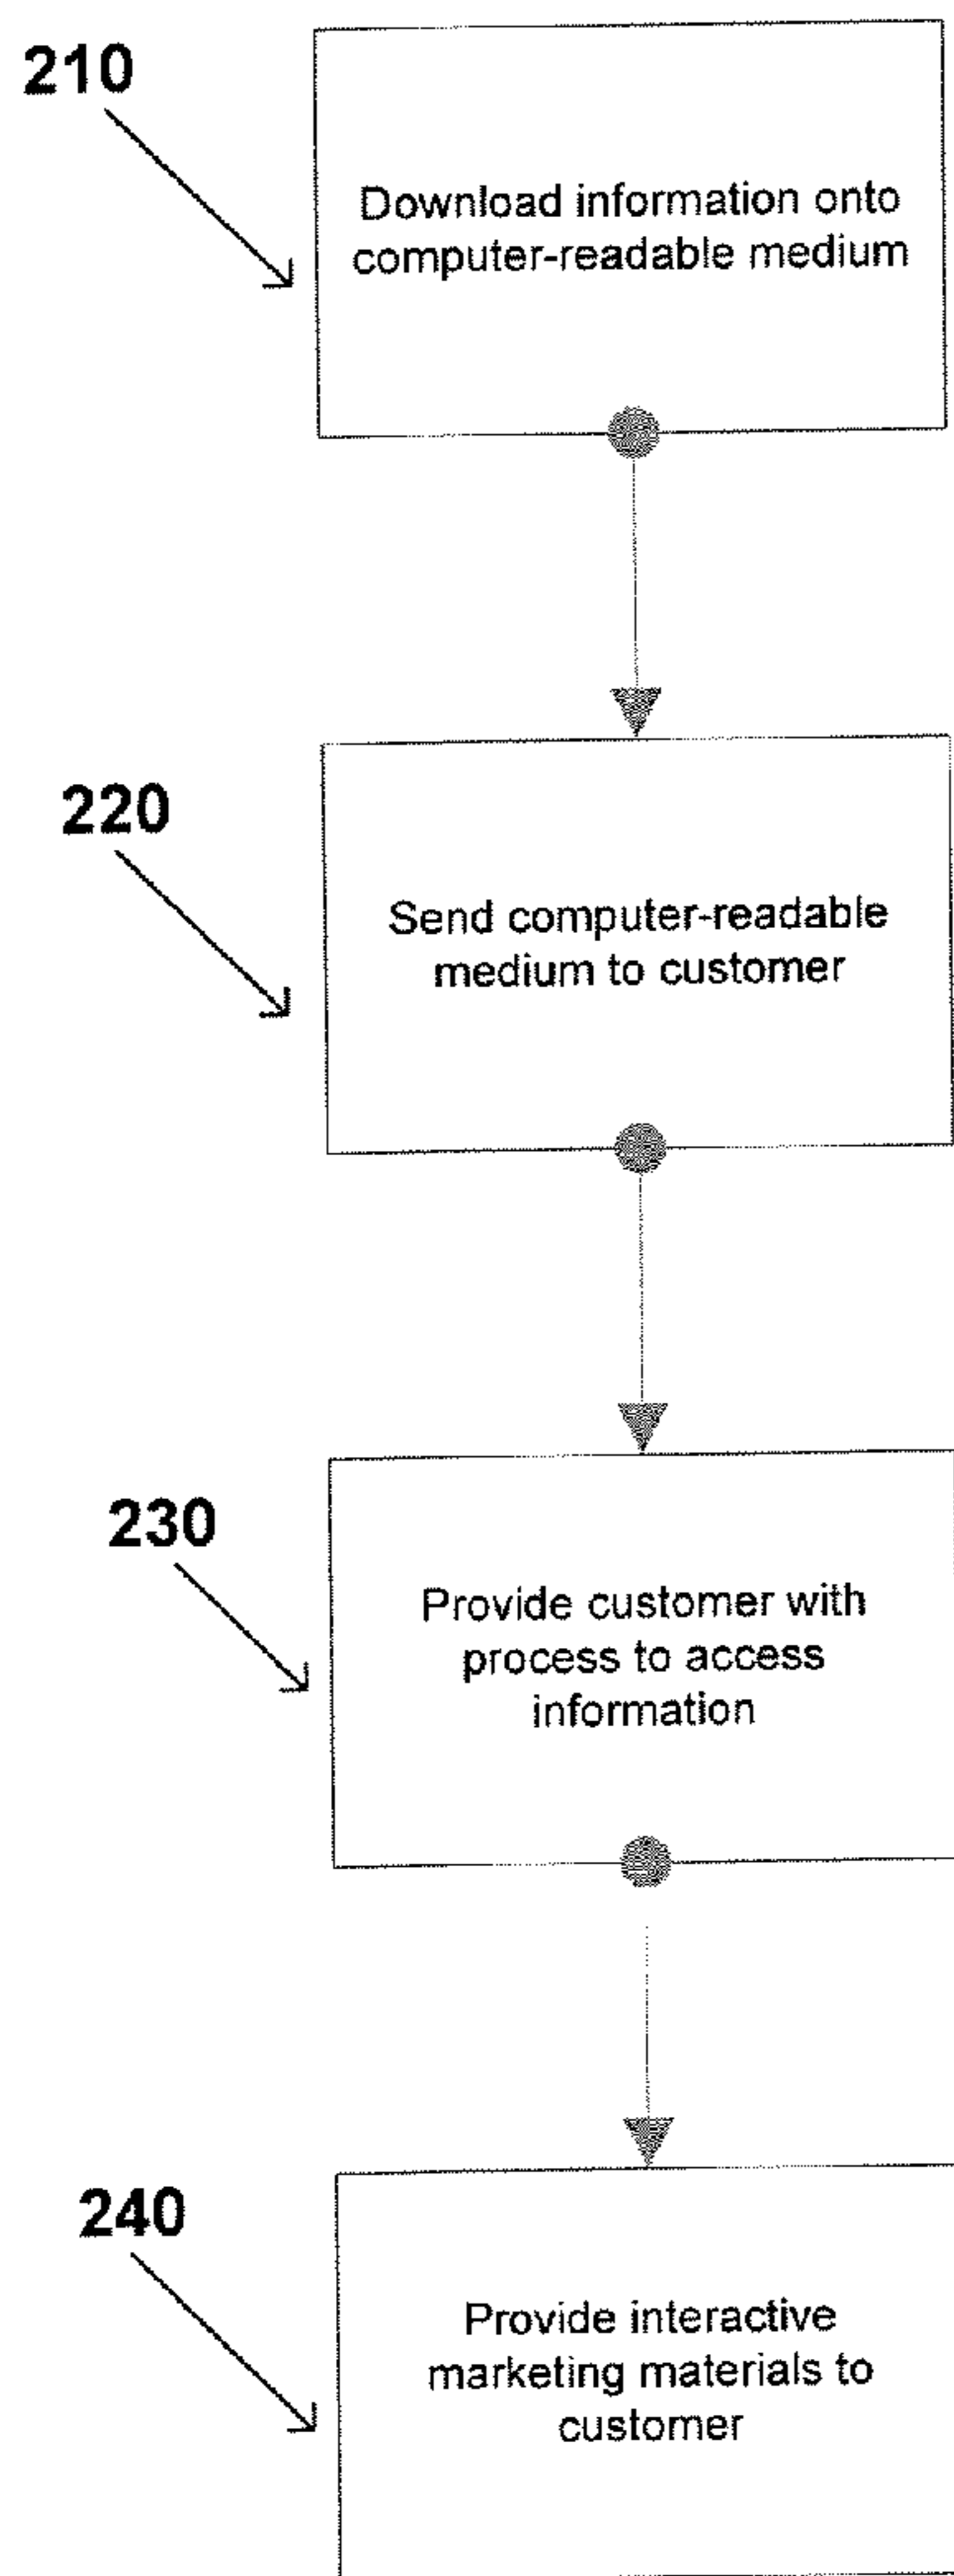 210
Download information onto
computer-readable medium
220
Send computer-readable
medium to customer
230
Provide customer with
process to access
information
240
Provide interactive
marketing materials to
customer